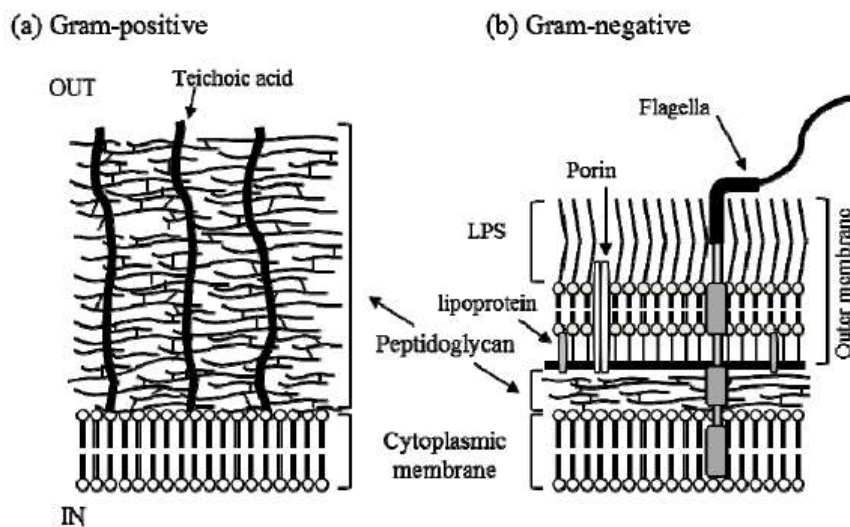 (a) Gram-positive
(b) Gram-negative
OUT
Teichoic acid
Flagella
Porin
LPS
lipoprotein
Outer membrane
Peptidoglycan
Cytoplasmic
membrane
IN